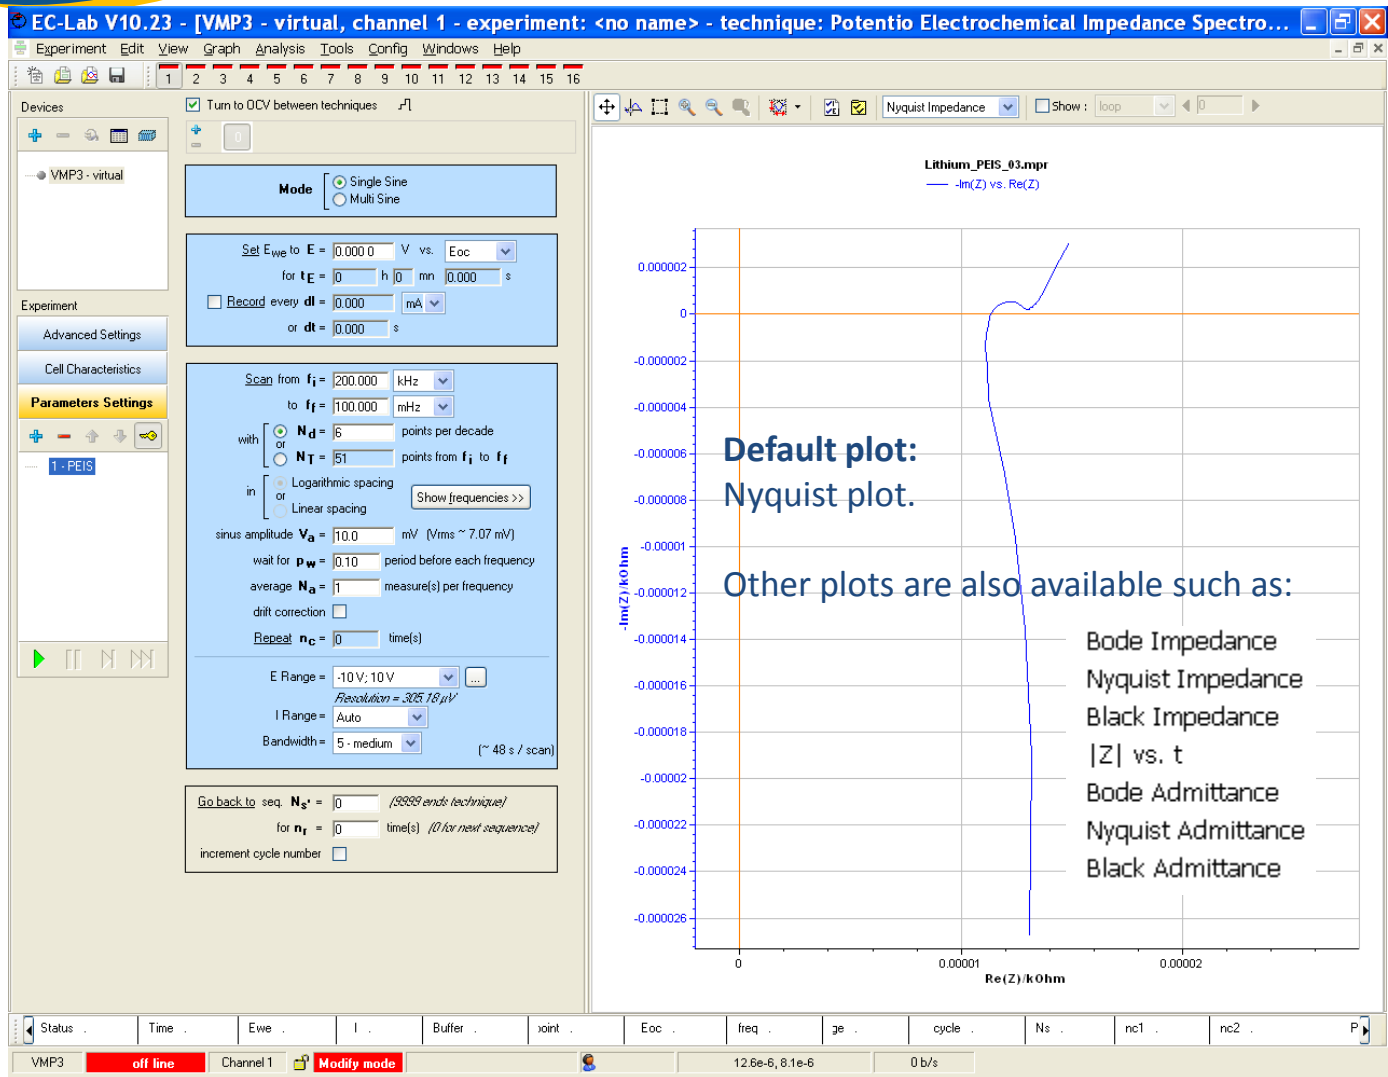 EC-Lab V10.23 - [VMP3 - virtual, channel 1 - experiment: <no name> - technique: Potentio Electrochemical Impedance Spectro...
Experiment Edit View Graph Analysis Tools Config Windows Help
1 2 3 4 5 6 7 8 9 10 11 12 13 14 15 16
Devices
VMP3 - virtual
Experiment
Advanced Settings
Cell Characteristics
Parameters Settings
1 - PEIS
Turn to OCV between techniques
0
Mode
Single Sine
Multi Sine
Set Ewe to E = 0.000 0 V vs. Eoc
for tE = 0 h 0 mn 0.000 s
Record every dI = 0.000 mA
or dt = 0.000 s
Scan from fi = 200.000 kHz
to ff = 100.000 mHz
with Nd = 6 points per decade
or
NT = 51 points from fi to ff
in Logarithmic spacing
or
Linear spacing
Show frequencies >>
sinus amplitude Va = 10.0 mV (Vrms ~ 7.07 mV)
wait for pw = 0.10 period before each frequency
average Na = 1 measure(s) per frequency
drift correction
Repeat nc = 0 time(s)
E Range = -10 V; 10 V ...
Resolution = 305.18 µV
I Range = Auto
Bandwidth = 5 - medium
(~ 48 s / scan)
Go back to seq. Ns' = 0 (9999 ends technique)
for nr = 0 time(s) (0 for next sequence)
increment cycle number
Nyquist Impedance
Show : loop 0
Lithium_PEIS_03.mpr
-Im(Z) vs. Re(Z)
0.000002
0
-0.000002
-0.000004
-0.000006
-0.000008
-0.00001
-0.000012
-0.000014
-0.000016
-0.000018
-0.00002
-0.000022
-0.000024
-0.000026
-Im(Z)/kOhm
0 0.00001 0.00002
Re(Z)/kOhm
Default plot:
Nyquist plot.
Other plots are also available such as:
Bode Impedance
Nyquist Impedance
Black Impedance
|Z| vs. t
Bode Admittance
Nyquist Admittance
Black Admittance
Status . Time . Ewe . I . Buffer . Eoc . freq . cycle . Ns . nc1 . nc2 . P
VMP3 off line Channel 1 Modify mode 12.6e-6, 8.1e-6 0 b/s